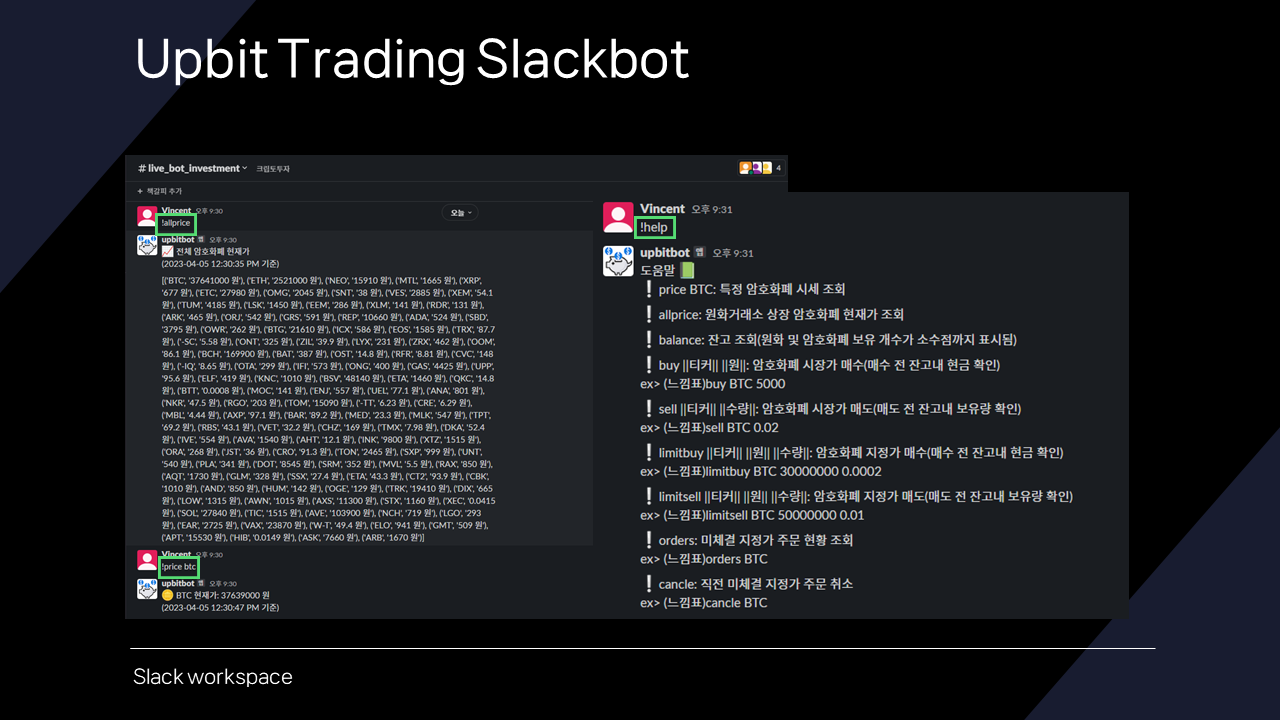 Upbit Trading Slackbot
# live_bot_investment 크립토투자
4
+ 책갈피 추가
오늘
Vincent 오후 9:30
!allprice
upbitbot 앱 오후 9:30
전체 암호화폐 현재가
(2023-04-05 12:30:35 PM 기준)
[('BTC', '37641000 원'), ('ETH', '2521000 원'), ('NEO', '15910 원'), ('MTL', '1665 원'), ('XRP',
'677 원'), ('ETC', '27980 원'), ('OMG', '2045 원'), ('SNT', '38 원'), ('VES', '2885 원'), ('XEM', '54.1
원'), ('TUM', '4185 원'), ('LSK', '1450 원'), ('EEM', '286 원'), ('XLM', '141 원'), ('RDR', '131 원'),
('ARK', '465 원'), ('ORJ', '542 원'), ('GRS', '591 원'), ('REP', '10660 원'), ('ADA', '524 원'), ('SBD',
'3795 원'), ('OWR', '262 원'), ('BTG', '21610 원'), ('ICX', '586 원'), ('EOS', '1585 원'), ('TRX', '87.7
원'), ('-SC', '5.58 원'), ('ONT', '325 원'), ('ZIL', '39.9 원'), ('LYX', '231 원'), ('ZRX', '462 원'), ('OOM',
'86.1 원'), ('BCH', '169900 원'), ('BAT', '387 원'), ('OST', '14.8 원'), ('RFR', '8.81 원'), ('CVC', '148
원'), ('-IQ', '8.65 원'), ('OTA', '299 원'), ('IFI', '573 원'), ('ONG', '400 원'), ('GAS', '4425 원'), ('UPP',
'95.6 원'), ('ELF', '419 원'), ('KNC', '1010 원'), ('BSV', '48140 원'), ('ETA', '1460 원'), ('QKC', '14.8
원'), ('BTT', '0.0008 원'), ('MOC', '141 원'), ('ENJ', '557 원'), ('UEL', '77.1 원'), ('ANA', '801 원'),
('NKR', '47.5 원'), ('RGO', '203 원'), ('TOM', '15090 원'), ('-TT', '6.23 원'), ('CRE', '6.29 원'),
('MBL', '4.44 원'), ('AXP', '97.1 원'), ('BAR', '89.2 원'), ('MED', '23.3 원'), ('MLK', '547 원'), ('TPT',
'69.2 원'), ('RBS', '43.1 원'), ('VET', '32.2 원'), ('CHZ', '169 원'), ('TMX', '7.98 원'), ('DKA', '52.4
원'), ('IVE', '554 원'), ('AVA', '1540 원'), ('AHT', '12.1 원'), ('INK', '9800 원'), ('XTZ', '1515 원'),
('ORA', '268 원'), ('JST', '36 원'), ('CRO', '91.3 원'), ('TON', '2465 원'), ('SXP', '999 원'), ('UNT',
'540 원'), ('PLA', '341 원'), ('DOT', '8545 원'), ('SRM', '352 원'), ('MVL', '5.5 원'), ('RAX', '850 원'),
('AQT', '1730 원'), ('GLM', '328 원'), ('SSX', '27.4 원'), ('ETA', '43.3 원'), ('CT2', '93.9 원'), ('CBK',
'1010 원'), ('AND', '850 원'), ('HUM', '142 원'), ('OGE', '129 원'), ('TRK', '19410 원'), ('DIX', '665
원'), ('LOW', '1315 원'), ('AWN', '1015 원'), ('AXS', '11300 원'), ('STX', '1160 원'), ('XEC', '0.0415
원'), ('SOL', '27840 원'), ('TIC', '1515 원'), ('AVE', '103900 원'), ('NCH', '719 원'), ('LGO', '293
원'), ('EAR', '2725 원'), ('VAX', '23870 원'), ('W-T', '49.4 원'), ('ELO', '941 원'), ('GMT', '509 원'),
('APT', '15530 원'), ('HIB', '0.0149 원'), ('ASK', '7660 원'), ('ARB', '1670 원')]
Vincent 오후 9:30
!price btc
upbitbot 앱 오후 9:30
BTC 현재가: 37639000 원
(2023-04-05 12:30:47 PM 기준)
Vincent 오후 9:31
!help
upbitbot 앱 오후 9:31
도움말
❗ price BTC: 특정 암호화폐 시세 조회
❗ allprice: 원화거래소 상장 암호화폐 현재가 조회
❗ balance: 잔고 조회(원화 및 암호화폐 보유 개수가 소수점까지 표시됨)
❗ buy ||티커|| ||원||: 암호화폐 시장가 매수(매수 전 잔고내 현금 확인)
ex> (느낌표)buy BTC 5000
❗ sell ||티커|| ||수량||: 암호화폐 시장가 매도(매도 전 잔고내 보유량 확인)
ex> (느낌표)sell BTC 0.02
❗ limitbuy ||티커|| ||원|| ||수량||: 암호화폐 지정가 매수(매수 전 잔고내 현금 확인)
ex> (느낌표)limitbuy BTC 30000000 0.0002
❗ limitsell ||티커|| ||원|| ||수량||: 암호화폐 지정가 매도(매도 전 잔고내 보유량 확인)
ex> (느낌표)limitsell BTC 50000000 0.01
❗ orders: 미체결 지정가 주문 현황 조회
ex> (느낌표)orders BTC
❗ cancle: 직전 미체결 지정가 주문 취소
ex> (느낌표)cancle BTC
Slack workspace